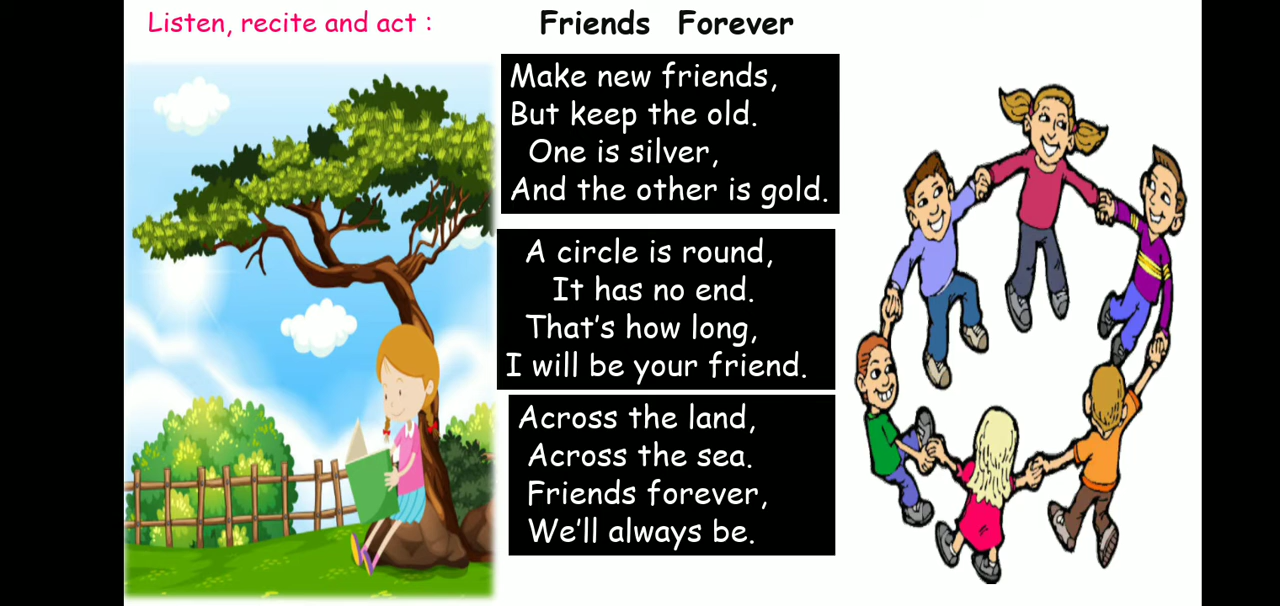 Listen, recite and act :
Friends Forever
Make new friends,
But keep the old.
One is silver,
And the other is gold.
A circle is round,
It has no end.
That's how long,
I will be your friend.
Across the land,
Across the sea.
Friends forever,
We'll always be.